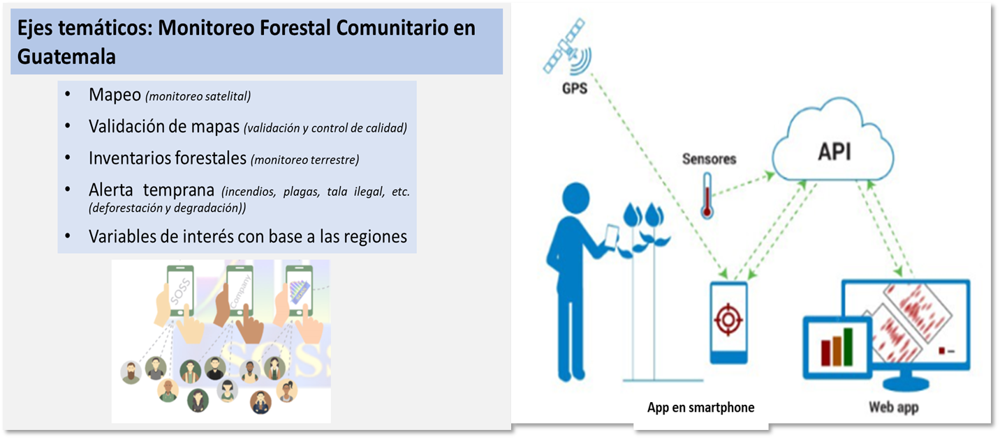 Ejes temáticos: Monitoreo Forestal Comunitario en
Guatemala
• Mapeo (monitoreo satelital)
• Validación de mapas (validación y control de calidad)
• Inventarios forestales (monitoreo terrestre)
• Alerta temprana (incendios, plagas, tala ilegal, etc.
(deforestación y degradación))
• Variables de interés con base a las regiones
SOSS
Company
SOSS
GPS
Sensores
API
App en smartphone
Web app